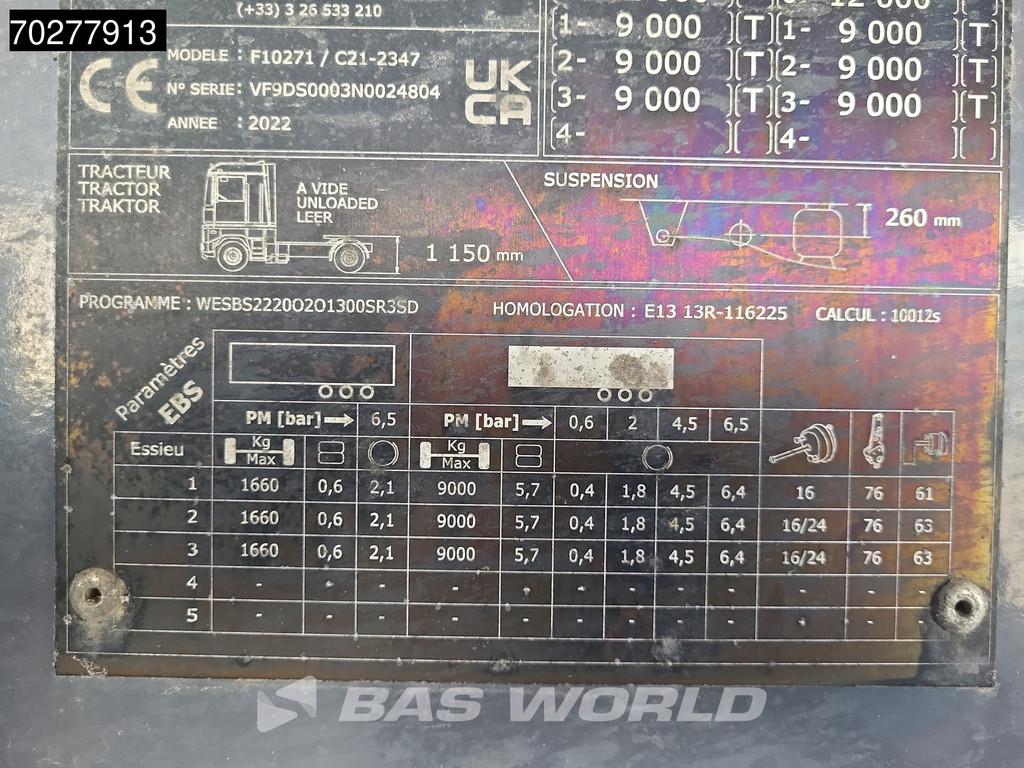 70277913
(+33) 3 26 533 210
MODELE : F10271 / C21-2347
N° SERIE : VF9DS0003N0024804
ANNEE : 2022
CE
UK
CA
12 000
1- 9 000 [T] 1- 9 000 [T]
2- 9 000 [T] 2- 9 000 [T]
3- 9 000 [T] 3- 9 000 [T]
4- [ ] 4- [ ]
TRACTEUR
TRACTOR
TRAKTOR
A VIDE
UNLOADED
LEER
1 150 mm
SUSPENSION
260 mm
PROGRAMME : WESBS2220O2O1300SR3SD HOMOLOGATION : E13 13R-116225 CALCUL : 10012s
Paramètres
EBS
PM [bar] 6,5 PM [bar] 0,6 2 4,5 6,5
Essieu Kg Max Kg Max
1 1660 0,6 2,1 9000 5,7 0,4 1,8 4,5 6,4 16 76 61
2 1660 0,6 2,1 9000 5,7 0,4 1,8 4,5 6,4 16/24 76 63
3 1660 0,6 2,1 9000 5,7 0,4 1,8 4,5 6,4 16/24 76 63
4 - - - - - - - - - - - -
5 - - - - - - - - - - - -
BAS WORLD